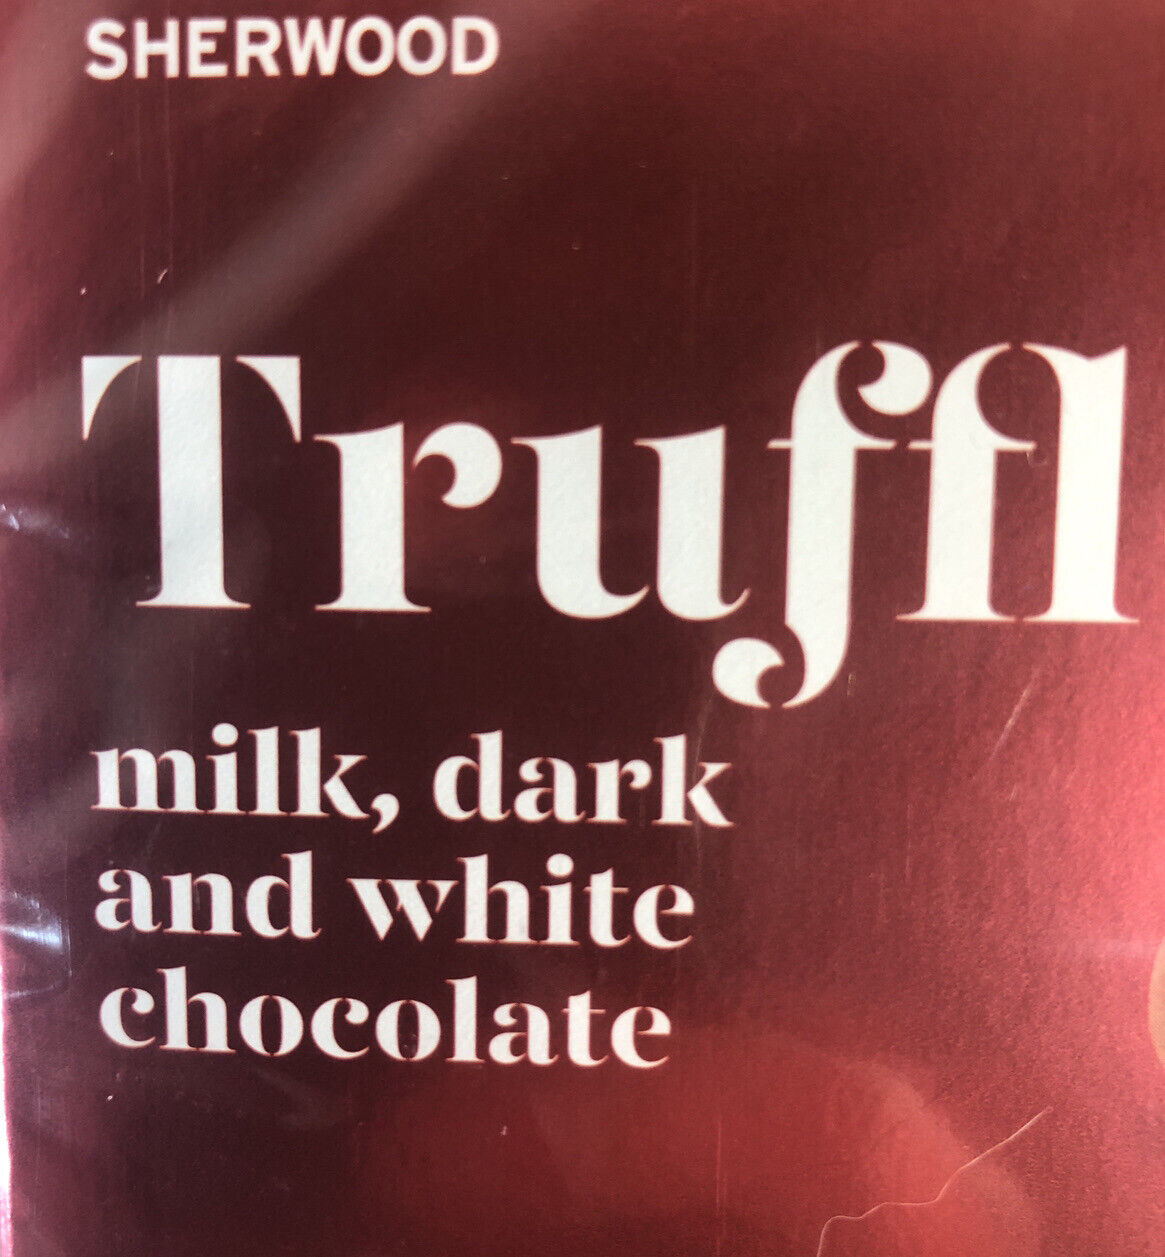 SHERWOOD
Truffl
milk, dark
and white
chocolate